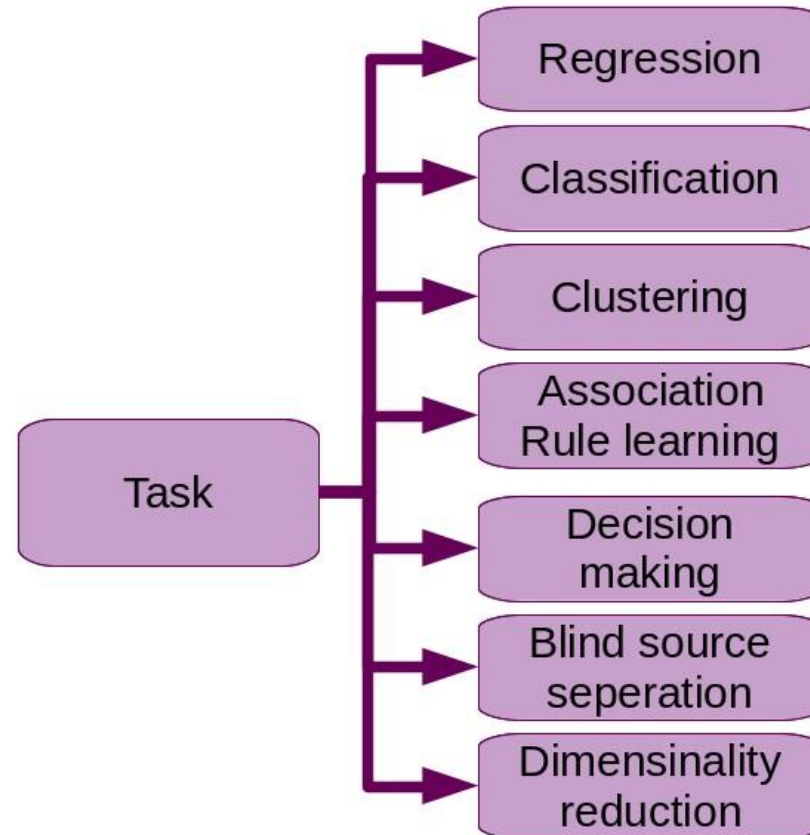 Regression
Classification
Clustering
Association
Rule learning
Task
Decision
making
Blind source
seperation
Dimensinality
reduction